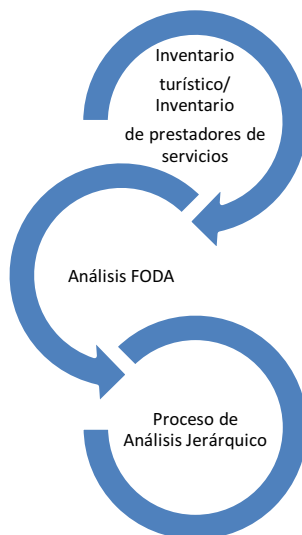 Inventario
turístico/
Inventario
de prestadores de
servicios
Análisis FODA
Proceso de
Análisis Jerárquico